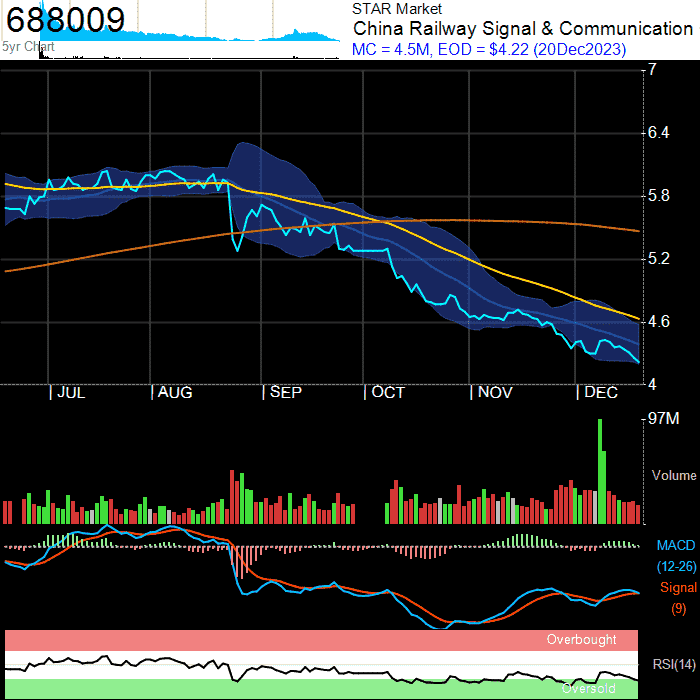 688009
5yr Chart
STAR Market
China Railway Signal & Communication
MC = 4.5M, EOD = $4.22 (20Dec2023)
7
6.4
5.8
5.2
4.6
4
| JUL | AUG | SEP | OCT | NOV | DEC
97M
Volume
MACD
(12-26)
Signal
(9)
Overbought
RSI(14)
Oversold